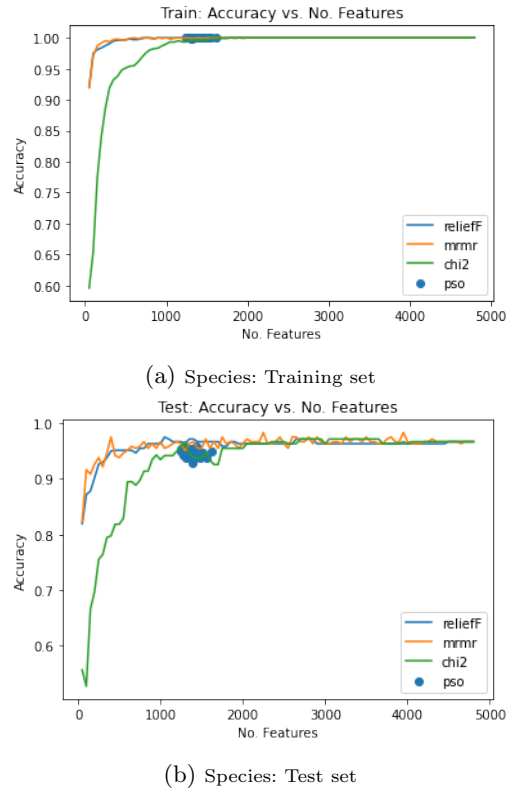 Train: Accuracy vs. No. Features
1.00
0.95
0.90
0.85
0.80
0.75
0.70
0.65
0.60
Accuracy
reliefF
mrmr
chi2
pso
0 1000 2000 3000 4000 5000
No. Features
(a) Species: Training set
Test: Accuracy vs. No. Features
1.0
0.9
0.8
0.7
0.6
Accuracy
reliefF
mrmr
chi2
pso
0 1000 2000 3000 4000 5000
No. Features
(b) Species: Test set